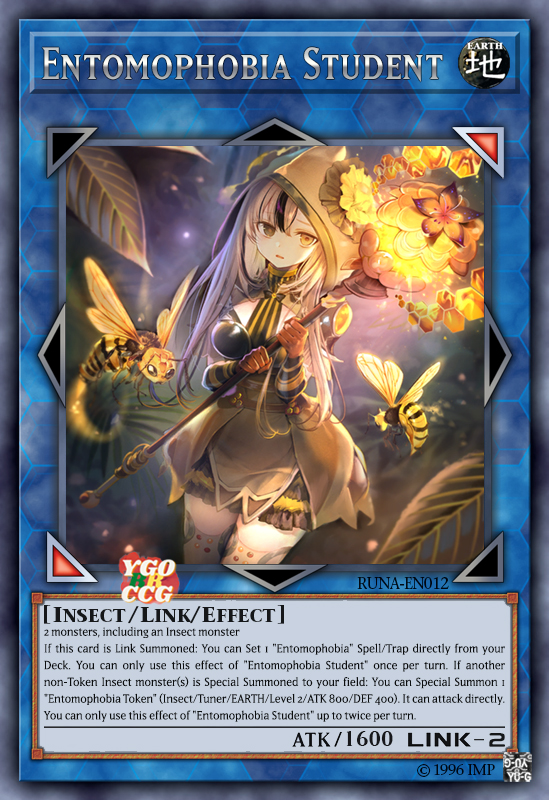 ENTOMOPHOBIA STUDENT
EARTH
地
YGO
BR
CCG
RUNA-EN012
[INSECT/LINK/EFFECT]
2 monsters, including an Insect monster
If this card is Link Summoned: You can Set 1 "Entomophobia" Spell/Trap directly from your
Deck. You can only use this effect of "Entomophobia Student" once per turn. If another
non-Token Insect monster(s) is Special Summoned to your field: You can Special Summon 1
"Entomophobia Token" (Insect/Tuner/EARTH/Level 2/ATK 800/DEF 400). It can attack directly.
You can only use this effect of "Entomophobia Student" up to twice per turn.
ATK/1600 LINK-2
© 1996 IMP
YU-G